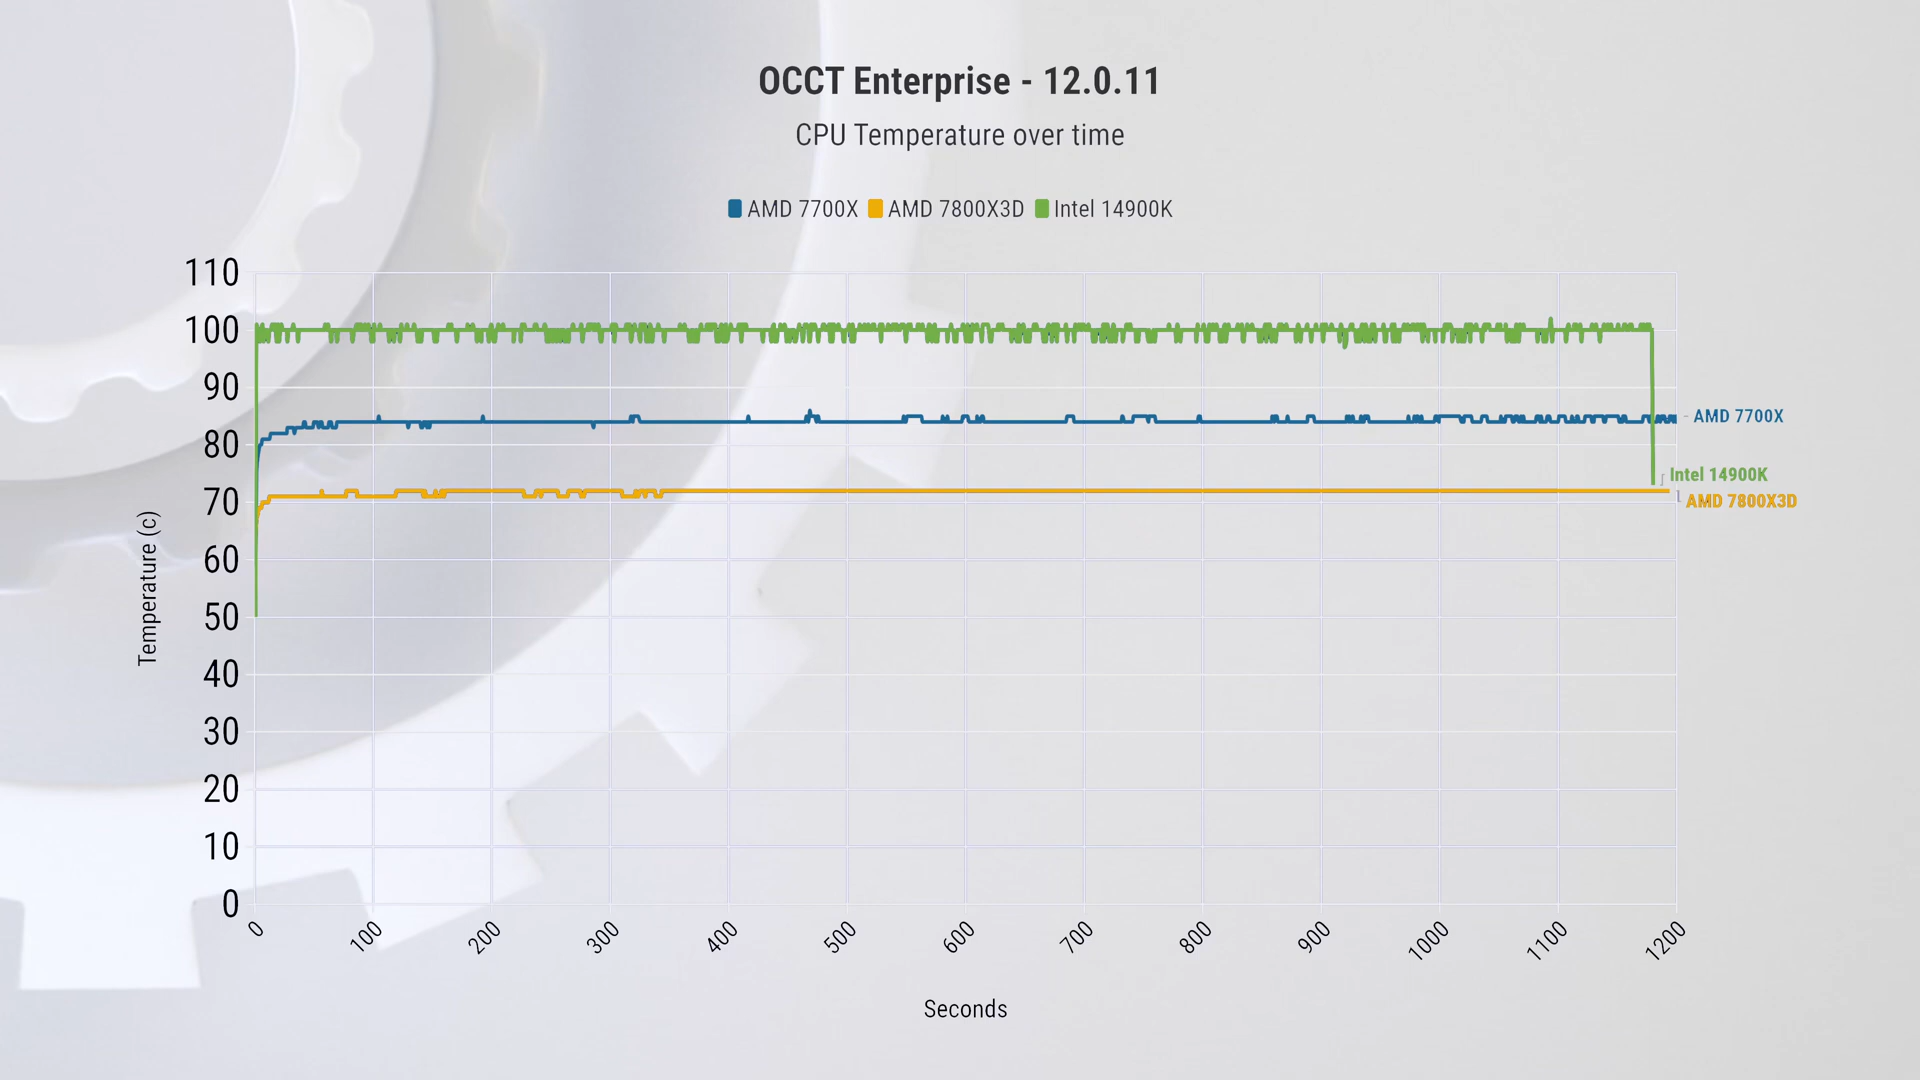 OCCT Enterprise - 12.0.11
CPU Temperature over time
AMD 7700X AMD 7800X3D Intel 14900K
110
100
90
80
70
60
50
40
30
20
10
0
Temperature (c)
AMD 7700X
Intel 14900K
AMD 7800X3D
0 100 200 300 400 500 600 700 800 900 1000 1100 1200
Seconds